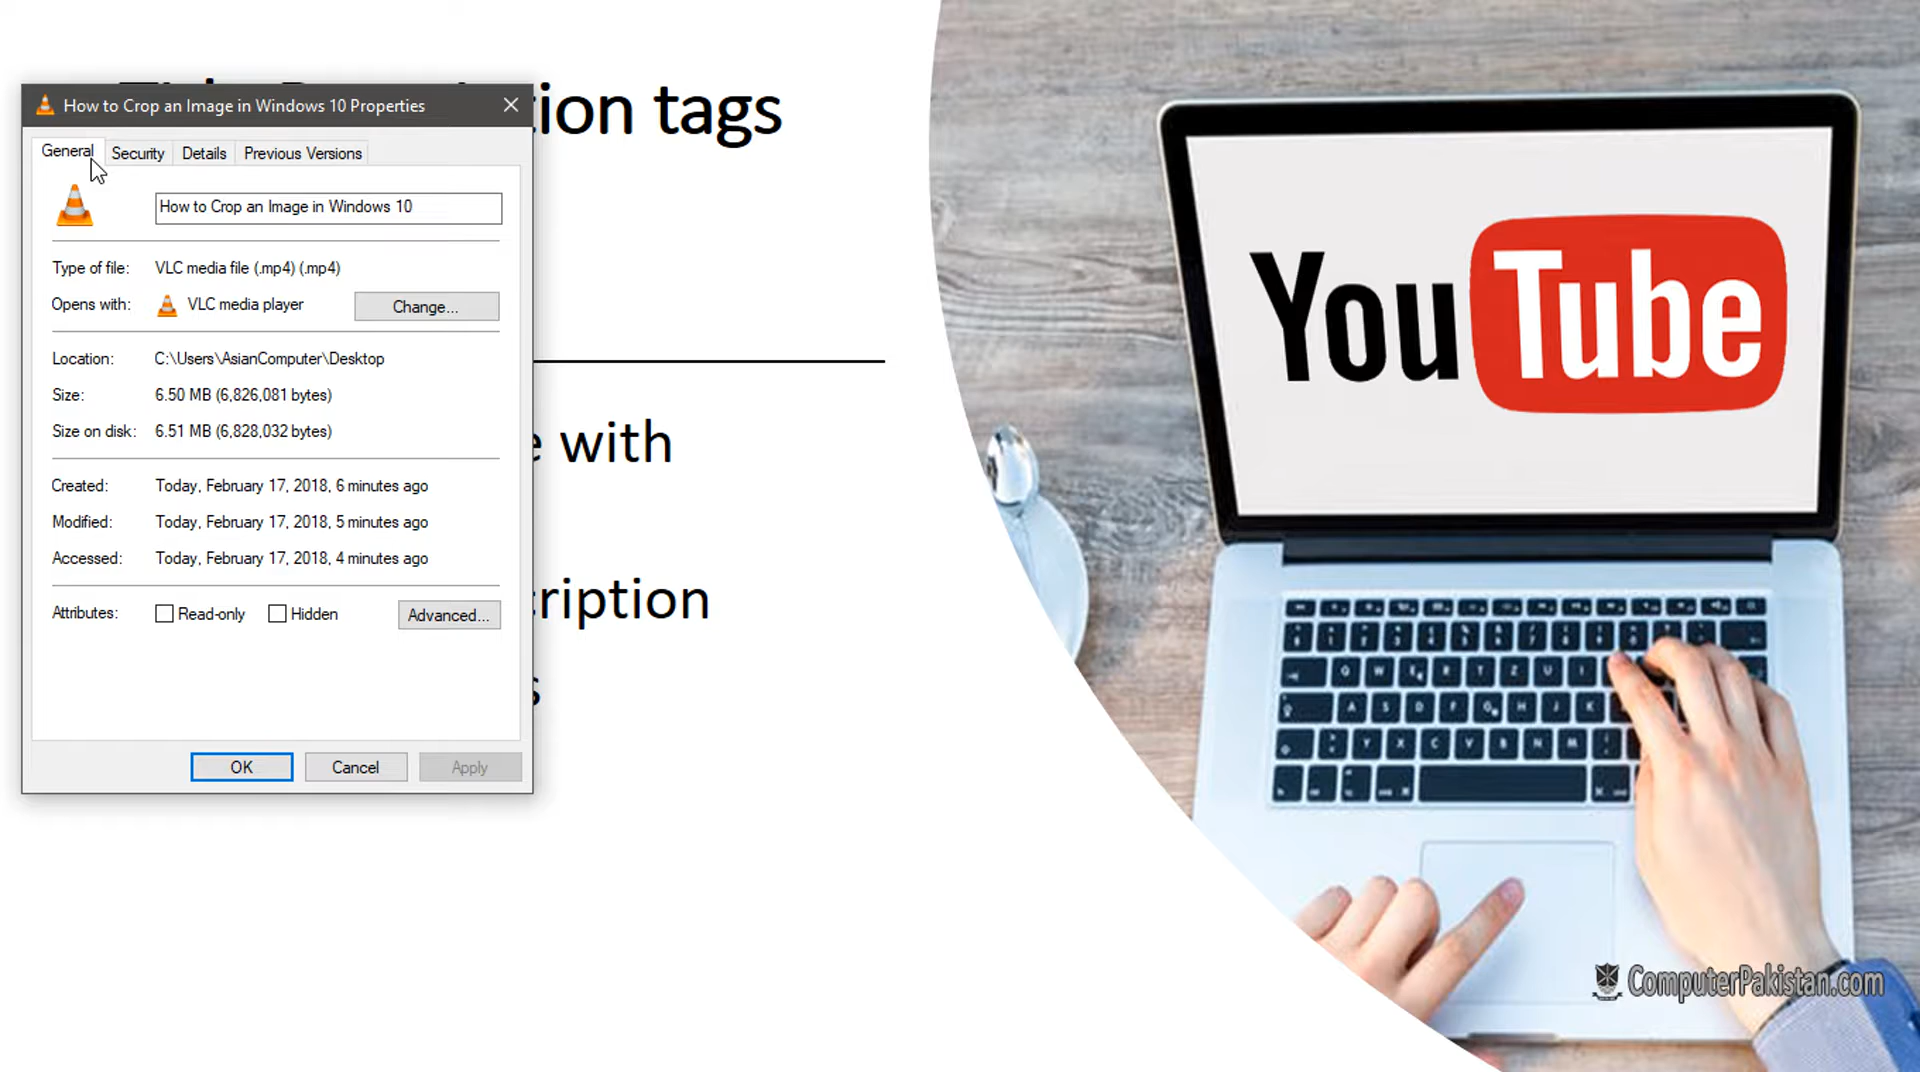 How to Crop an Image in Windows 10 Properties
tion tags
General
Security
Details
Previous Versions
How to Crop an Image in Windows 10
Type of file: VLC media file (.mp4) (.mp4)
Opens with: VLC media player
Change...
Location: C:\Users\AsianComputer\Desktop
Size: 6.50 MB (6,826,081 bytes)
Size on disk: 6.51 MB (6,828,032 bytes)
Created: Today, February 17, 2018, 6 minutes ago
Modified: Today, February 17, 2018, 5 minutes ago
Accessed: Today, February 17, 2018, 4 minutes ago
Attributes: Read-only Hidden Advanced...
OK
Cancel
Apply
e with
cription
s
YouTube
ComputerPakistan.com